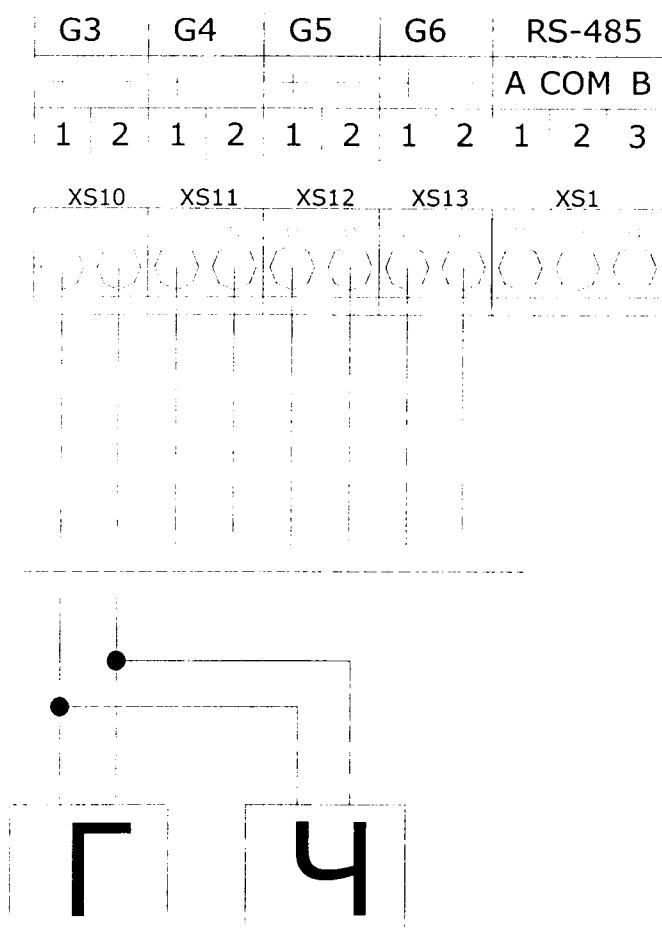 G3 G4 G5 G6 RS-485
+ - + - + - + - A COM B
1 2 1 2 1 2 1 2 1 2 3
XS10 XS11 XS12 XS13 XS1
Г Ч